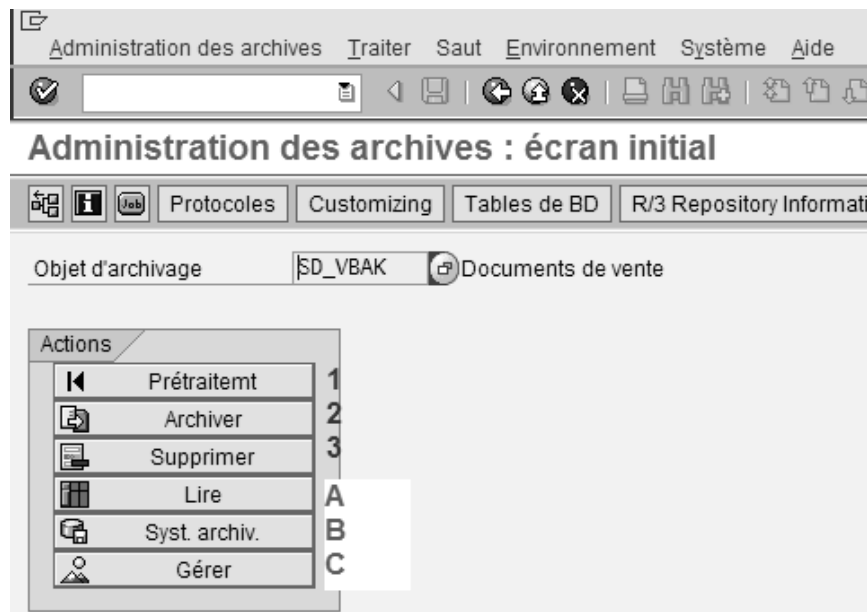 Administration des archives Traiter Saut Environnement Système Aide
Administration des archives : écran initial
Job Protocoles Customizing Tables de BD R/3 Repository Informati
Objet d'archivage SD_VBAK Documents de vente
Actions
Prétraitemt 1
Archiver 2
Supprimer 3
Lire A
Syst. archiv. B
Gérer C